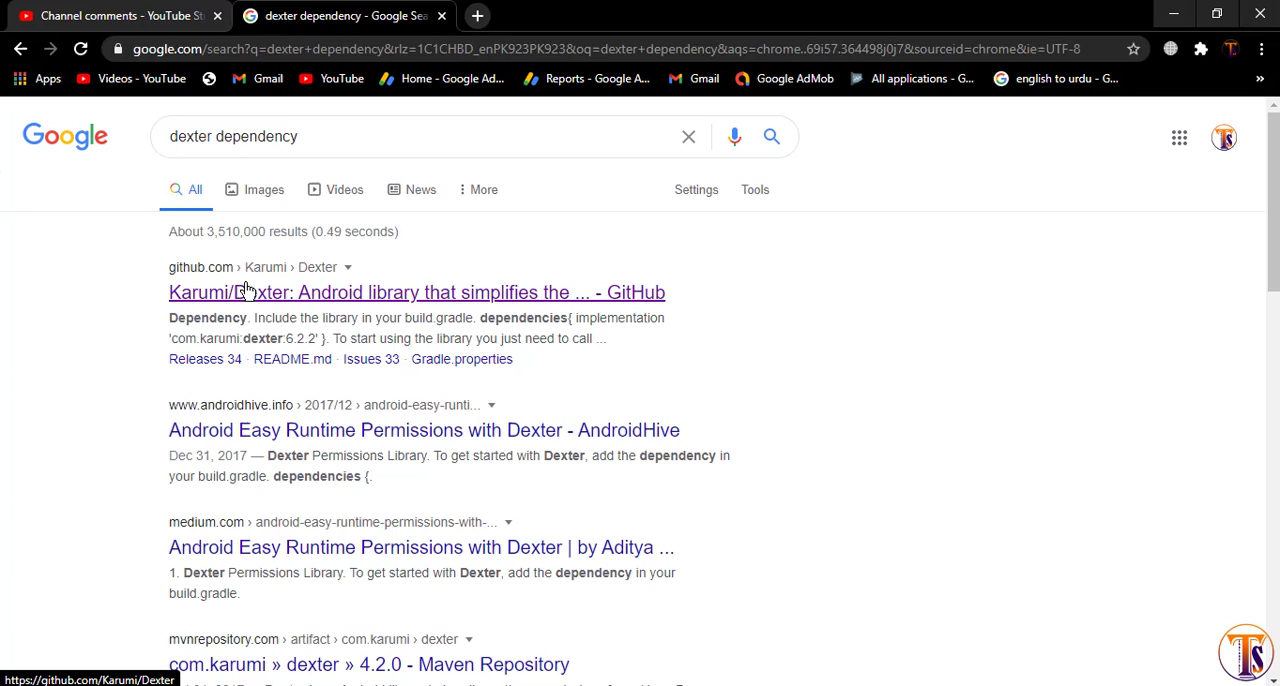 Channel comments - YouTube St
dexter dependency - Google Sea
google.com/search?q=dexter+dependency&rlz=1C1CHBD_enPK923PK923&oq=dexter+dependency&aqs=chrome..69i57.364498j0j7&sourceid=chrome&ie=UTF-8
Apps Videos - YouTube Gmail YouTube Home - Google Ad... Reports - Google A... Gmail Google AdMob All applications - G... english to urdu - G... »
Google
dexter dependency
All Images Videos News More Settings Tools
About 3,510,000 results (0.49 seconds)
github.com › Karumi › Dexter
Karumi/Dexter: Android library that simplifies the ... - GitHub
Dependency. Include the library in your build.gradle. dependencies{ implementation
'com.karumi:dexter:6.2.2' }. To start using the library you just need to call ...
Releases 34 · README.md · Issues 33 · Gradle.properties
www.androidhive.info › 2017/12 › android-easy-runti...
Android Easy Runtime Permissions with Dexter - AndroidHive
Dec 31, 2017 — Dexter Permissions Library. To get started with Dexter, add the dependency in
your build.gradle. dependencies {.
medium.com › android-easy-runtime-permissions-with-...
Android Easy Runtime Permissions with Dexter | by Aditya ...
1. Dexter Permissions Library. To get started with Dexter, add the dependency in your
build.gradle.
mvnrepository.com › artifact › com.karumi › dexter
com.karumi » dexter » 4.2.0 - Maven Repository
https://github.com/Karumi/Dexter
Ts